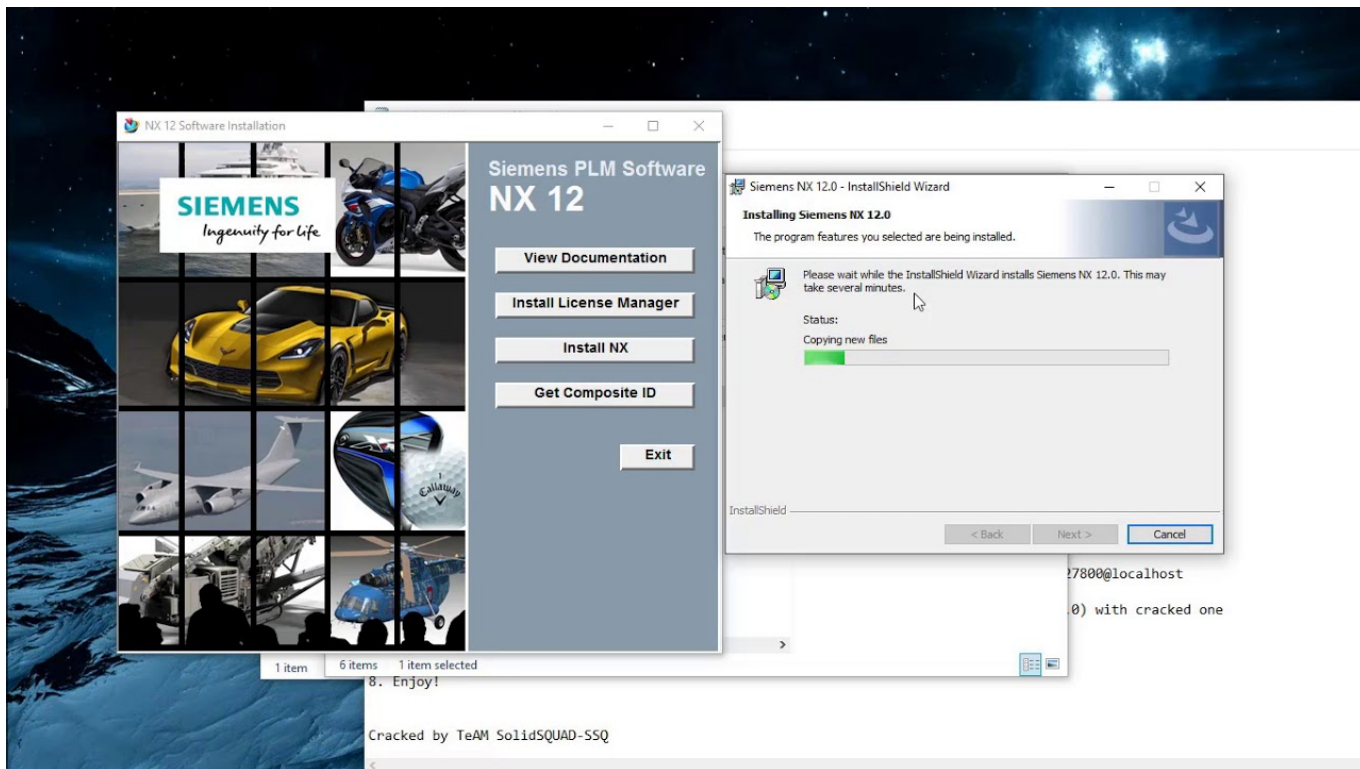 NX 12 Software Installation
SIEMENS
Ingenuity for life
Callaway
Siemens PLM Software
NX 12
View Documentation
Install License Manager
Install NX
Get Composite ID
Exit
Siemens NX 12.0 - InstallShield Wizard
Installing Siemens NX 12.0
The program features you selected are being installed.
Please wait while the InstallShield Wizard installs Siemens NX 12.0. This may
take several minutes.
Status:
Copying new files
InstallShield
< Back
Next >
Cancel
27800@localhost
.0) with cracked one
1 item
6 items
1 item selected
8. Enjoy!
Cracked by TeAM SolidSQUAD-SSQ